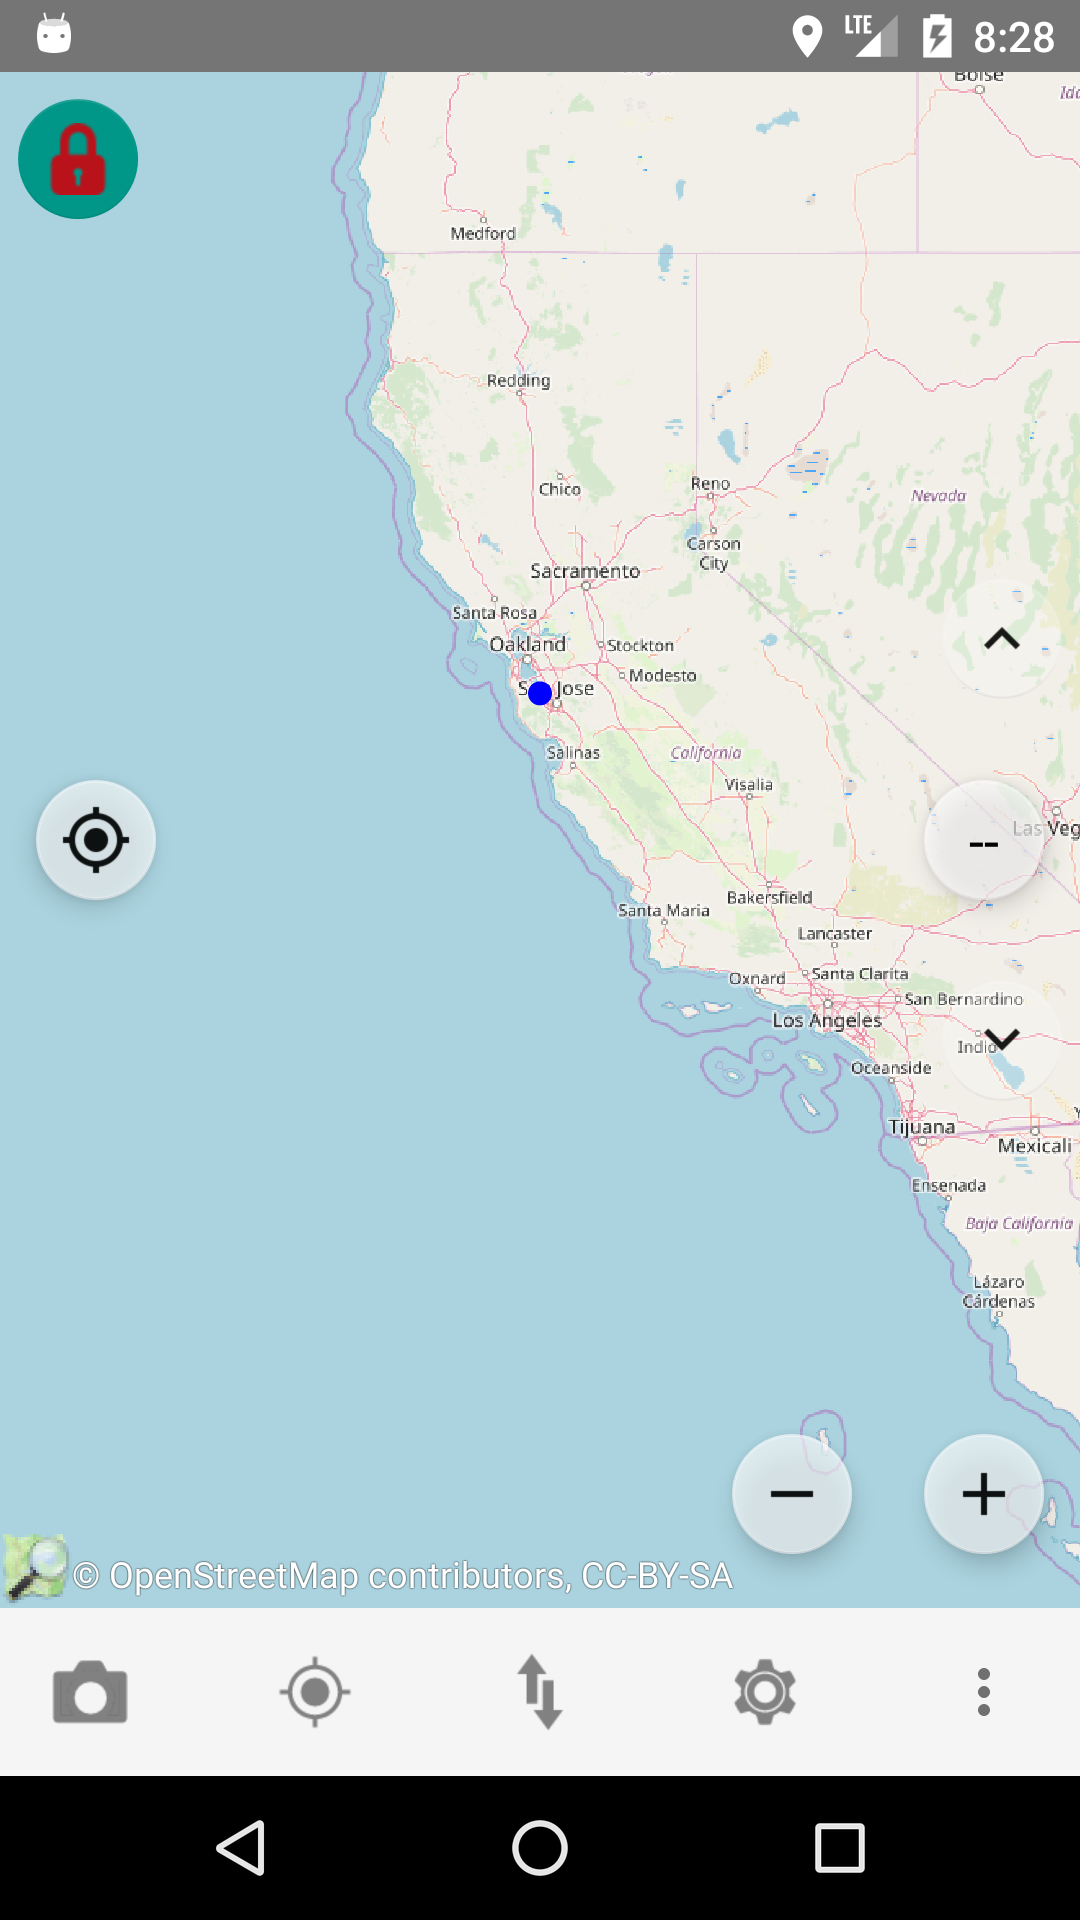 LTE 8:28
Boise
Medford
Redding
Chico
Reno
Nevada
Carson
City
Sacramento
Santa Rosa
Oakland
Stockton
Modesto
Jose
Salinas
California
Visalia
Las Veg
--
Bakersfield
Santa Maria
Lancaster
Oxnard
Santa Clarita
San Bernardino
Los Angeles
Indio
Oceanside
Tijuana
Mexicali
Ensenada
Baja California
Lázaro
Cárdenas
© OpenStreetMap contributors, CC-BY-SA